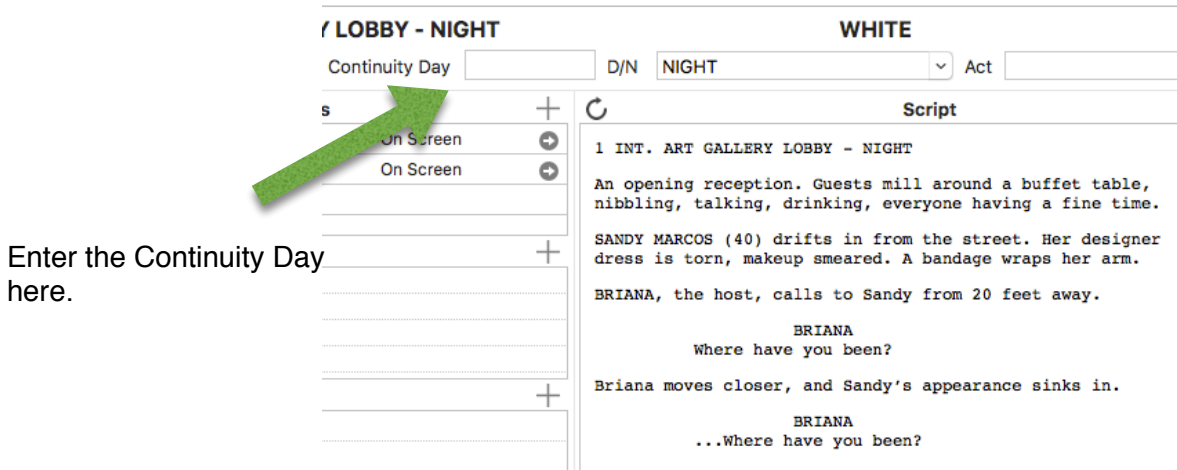 Y LOBBY - NIGHT WHITE
Continuity Day D/N NIGHT Act
s Script
On Screen
On Screen
Enter the Continuity Day
here.
1 INT. ART GALLERY LOBBY - NIGHT
An opening reception. Guests mill around a buffet table,
nibbling, talking, drinking, everyone having a fine time.
SANDY MARCOS (40) drifts in from the street. Her designer
dress is torn, makeup smeared. A bandage wraps her arm.
BRIANA, the host, calls to Sandy from 20 feet away.
BRIANA
Where have you been?
Briana moves closer, and Sandy's appearance sinks in.
BRIANA
...Where have you been?